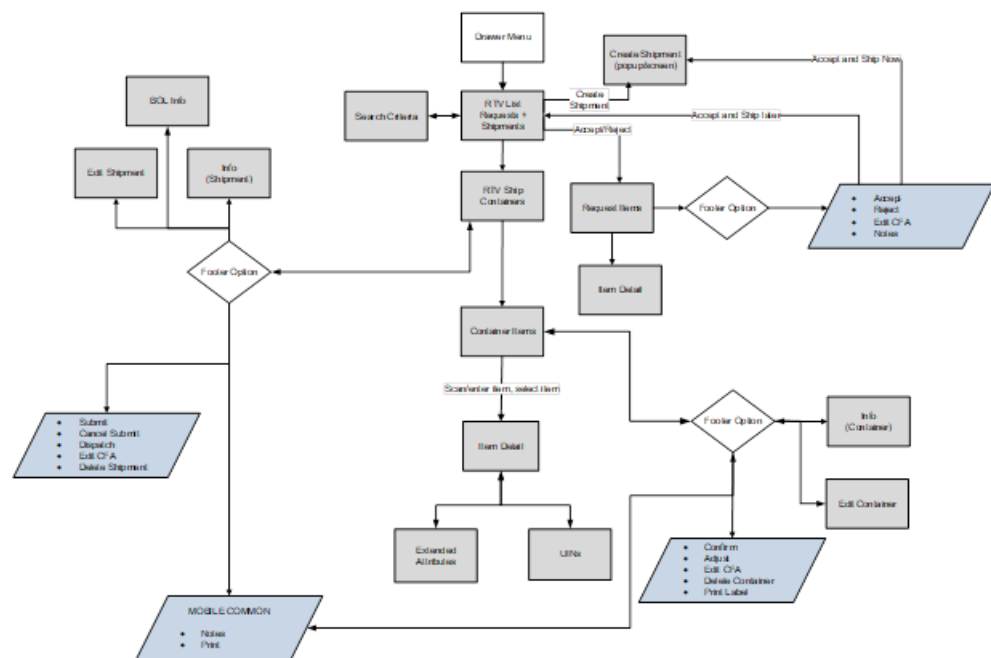 Drawer Menu
Create Shipment
(popup/screen)
Accept and Ship Now
BOL Info
Search Criteria
RTV List
Requests +
Shipments
Create
Shipment
Accept and Ship later
Accept/Reject
Edit Shipment
Info
(Shipment)
RTV Ship
Containers
Request Items
Footer Option
• Accept
• Reject
• Edit CFA
• Notes
Footer Option
Item Detail
Container Items
Scan/enter item, select item
• Submit
• Cancel Submit
• Dispatch
• Edit CFA
• Delete Shipment
Item Detail
Footer Option
Info
(Container)
Edit Container
Extended
Attributes
UINs
• Confirm
• Adjust
• Edit CFA
• Delete Container
• Print Label
MOBILE COMMON
• Notes
• Print